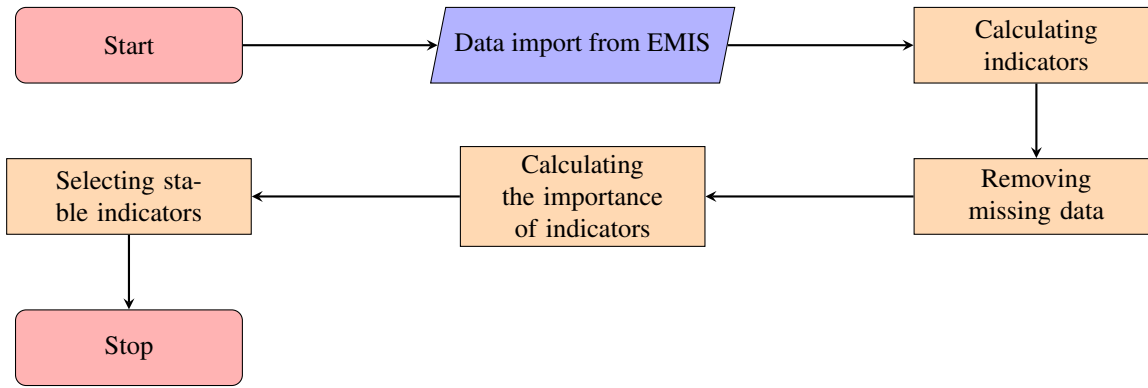 Start
Data import from EMIS
Calculating
indicators
Removing
missing data
Calculating
the importance
of indicators
Selecting sta-
ble indicators
Stop